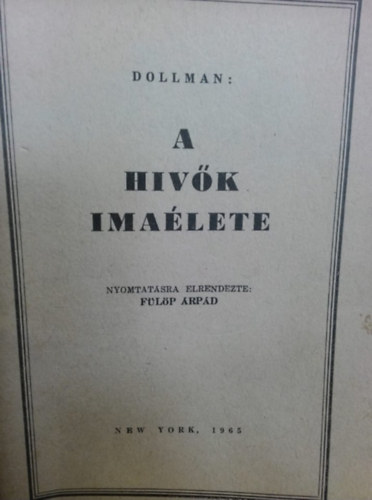 DOLLMAN:
A
HIVŐK
IMAÉLETE
NYOMTATÁSRA ELRENDEZTE:
FÜLÖP ÁRPÁD
NEW YORK, 1965